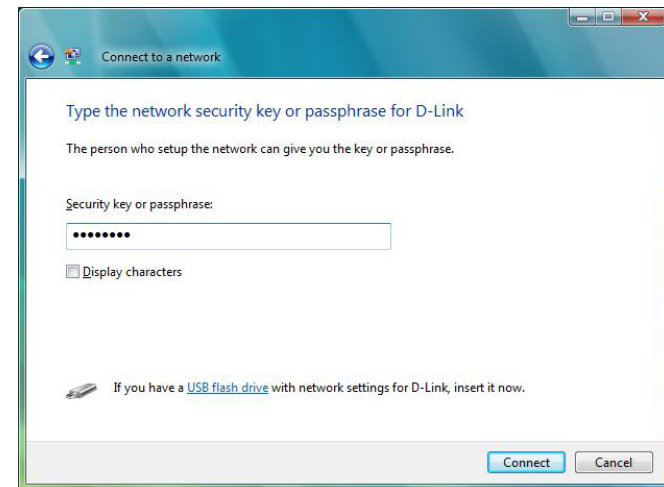 Connect to a network
Type the network security key or passphrase for D-Link
The person who setup the network can give you the key or passphrase.
Security key or passphrase:
••••••••
Display characters
If you have a USB flash drive with network settings for D-Link, insert it now.
Connect Cancel